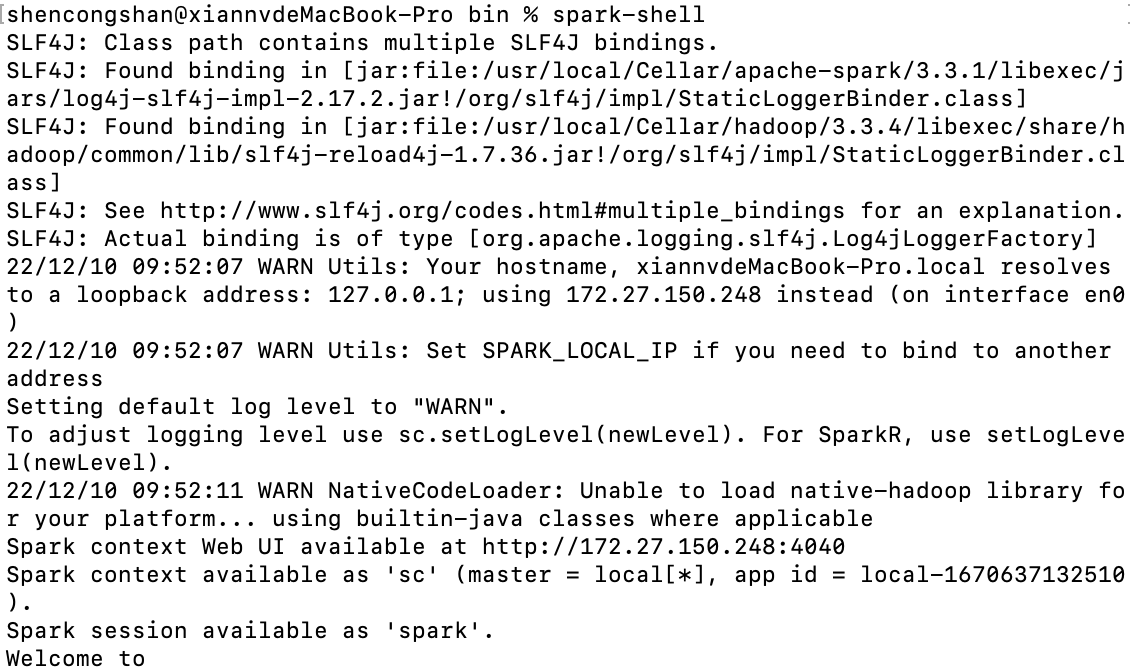 [shencongshan@xiannvdeMacBook-Pro bin % spark-shell ]
SLF4J: Class path contains multiple SLF4J bindings.
SLF4J: Found binding in [jar:file:/usr/local/Cellar/apache-spark/3.3.1/libexec/j
ars/log4j-slf4j-impl-2.17.2.jar!/org/slf4j/impl/StaticLoggerBinder.class]
SLF4J: Found binding in [jar:file:/usr/local/Cellar/hadoop/3.3.4/libexec/share/h
adoop/common/lib/slf4j-reload4j-1.7.36.jar!/org/slf4j/impl/StaticLoggerBinder.cl
ass]
SLF4J: See http://www.slf4j.org/codes.html#multiple_bindings for an explanation.
SLF4J: Actual binding is of type [org.apache.logging.slf4j.Log4jLoggerFactory]
22/12/10 09:52:07 WARN Utils: Your hostname, xiannvdeMacBook-Pro.local resolves
to a loopback address: 127.0.0.1; using 172.27.150.248 instead (on interface en0
)
22/12/10 09:52:07 WARN Utils: Set SPARK_LOCAL_IP if you need to bind to another
address
Setting default log level to "WARN".
To adjust logging level use sc.setLogLevel(newLevel). For SparkR, use setLogLeve
l(newLevel).
22/12/10 09:52:11 WARN NativeCodeLoader: Unable to load native-hadoop library fo
r your platform... using builtin-java classes where applicable
Spark context Web UI available at http://172.27.150.248:4040
Spark context available as 'sc' (master = local[*], app id = local-1670637132510
).
Spark session available as 'spark'.
Welcome to